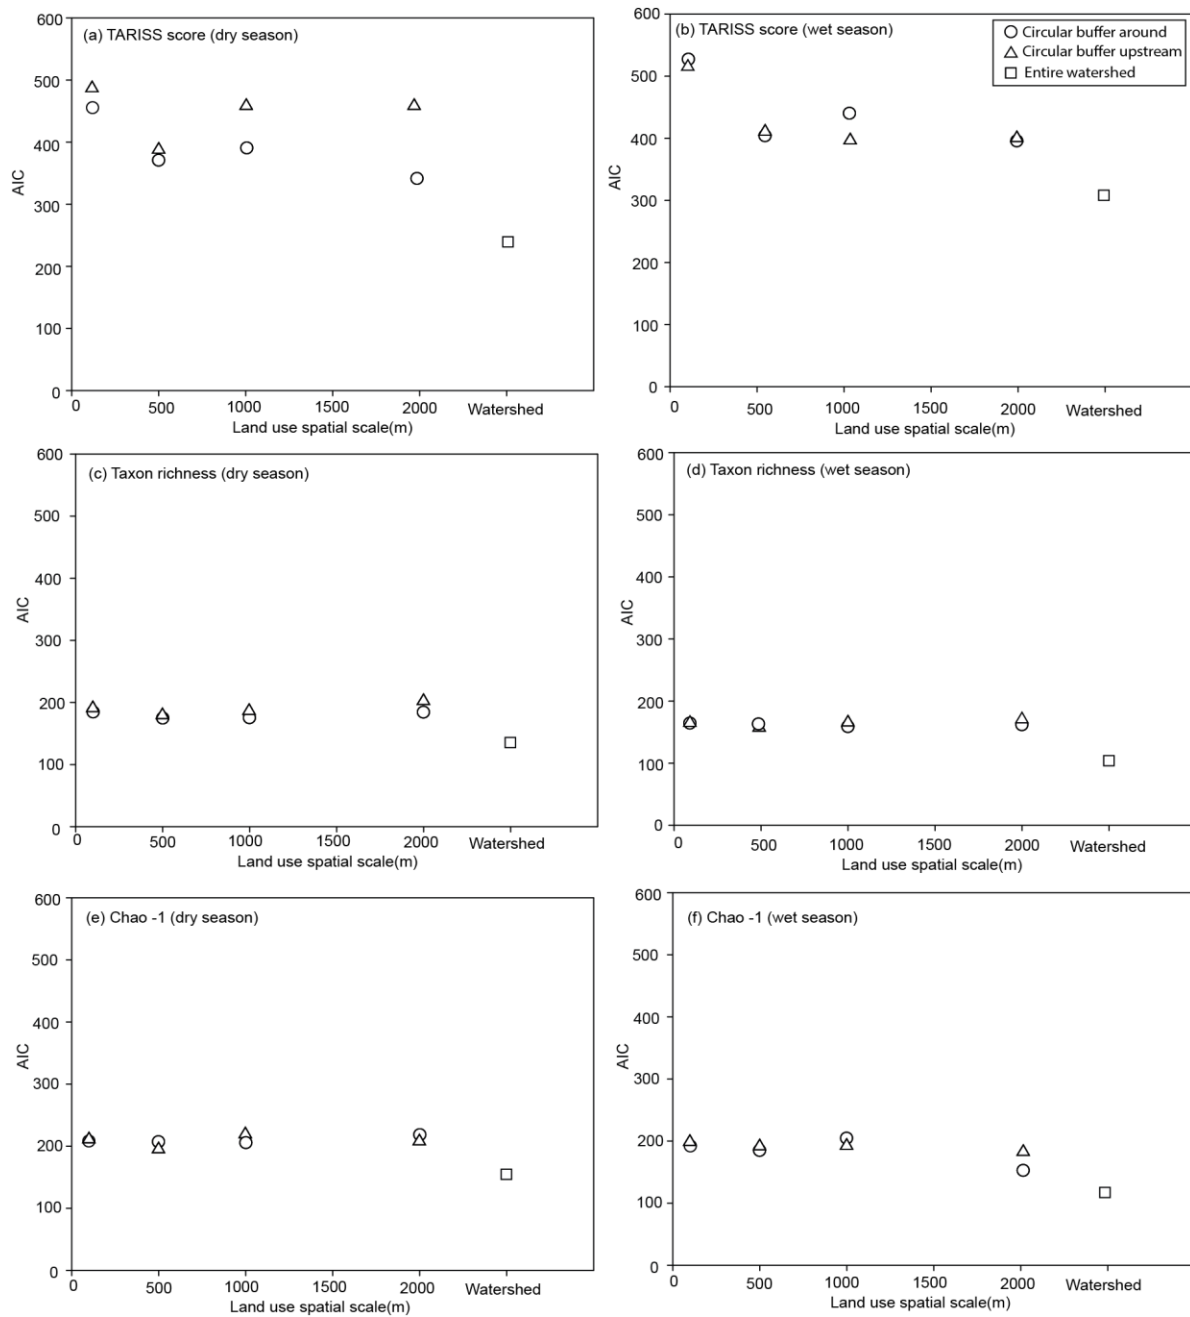 (a) TARISS score (dry season)
600
500
400
300
200
100
0
AIC
0 500 1000 1500 2000 Watershed
Land use spatial scale(m)
(b) TARISS score (wet season)
Circular buffer around
Circular buffer upstream
Entire watershed
600
500
400
300
200
100
0
AIC
0 500 1000 1500 2000 Watershed
Land use spatial scale(m)
(c) Taxon richness (dry season)
600
500
400
300
200
100
0
AIC
0 500 1000 1500 2000 Watershed
Land use spatial scale(m)
(d) Taxon richness (wet season)
600
500
400
300
200
100
0
AIC
0 500 1000 1500 2000 Watershed
Land use spatial scale(m)
(e) Chao -1 (dry season)
600
500
400
300
200
100
0
AIC
0 500 1000 1500 2000 Watershed
Land use spatial scale(m)
(f) Chao -1 (wet season)
600
500
400
300
200
100
0
AIC
0 500 1000 1500 2000 Watershed
Land use spatial scale(m)